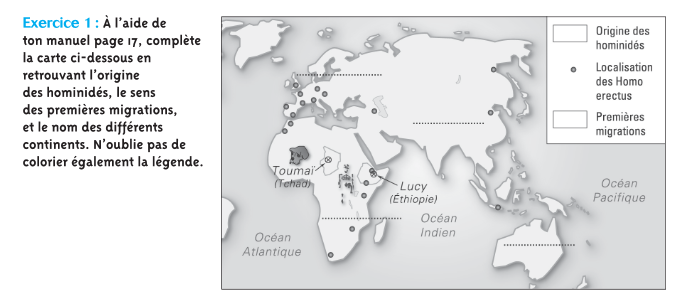 Exercice 1 : À l'aide de
ton manuel page 17, complète
la carte ci-dessous en
retrouvant l'origine
des hominidés, le sens
des premières migrations,
et le nom des différents
continents. N'oublie pas de
colorier également la légende.
Origine des
hominidés
Localisation
des Homo
erectus
Premières
migrations
Toumaï
(Tchad)
Lucy
(Éthiopie)
Océan
Pacifique
Océan
Indien
Océan
Atlantique